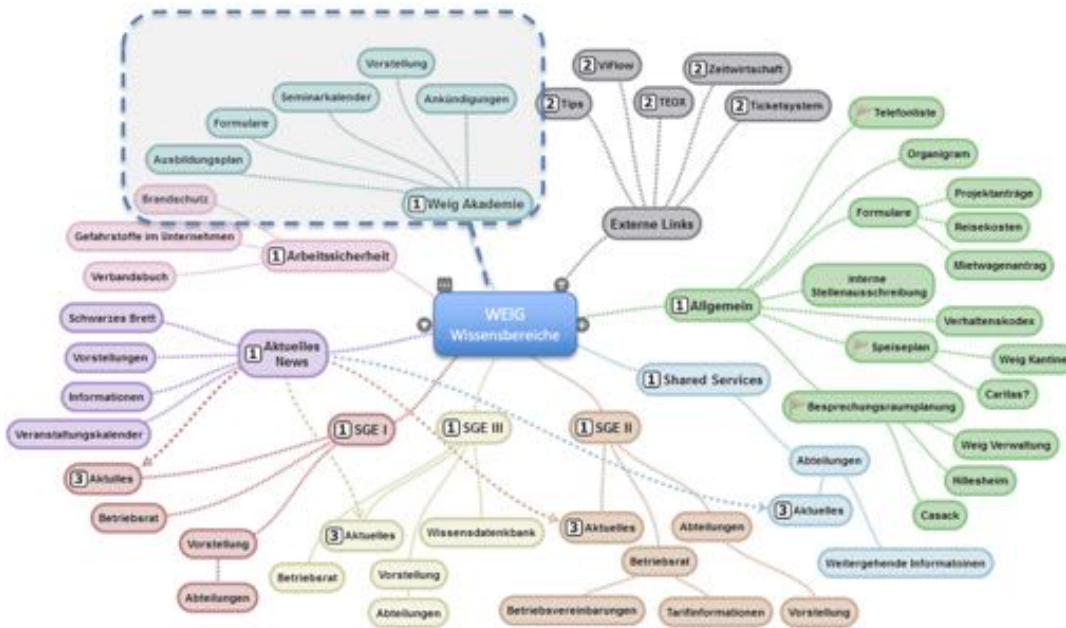 Vorstellung
Seminarkalender
Ankündigungen
Formulare
Ausbildungsplan
1 Weig Akademie
2 ViFlow
2 Zeitwirtschaft
2 Tips
2 TEOX
2 Ticketsystem
Externe Links
Telefonliste
Organigram
Projektanträge
Formulare
Reisekosten
Mietwagenantrag
Interne
Stellenausschreibung
1 Allgemein
Verhaltenskodex
Speiseplan
Weig Kantine
Caritas?
Besprechungsraumplanung
Weig Verwaltung
Hillesheim
Casack
Brandschutz
Gefahrstoffe im Unternehmen
1 Arbeitssicherheit
Verbandsbuch
WEIG
Wissensbereiche
Schwarzes Brett
1 Aktuelles
News
Vorstellungen
Informationen
Veranstaltungskalender
1 Shared Services
Abteilungen
3 Aktuelles
Weitergehende Informatoinen
1 SGE I
3 Aktulles
Betriebsrat
Vorstellung
Abteilungen
1 SGE III
3 Aktuelles
Wissensdatenkbank
Betriebsrat
Vorstellung
Abteilungen
1 SGE II
3 Aktuelles
Abteilungen
Betriebsrat
Betriebsvereinbarungen
Tarifinformationen
Vorstellung